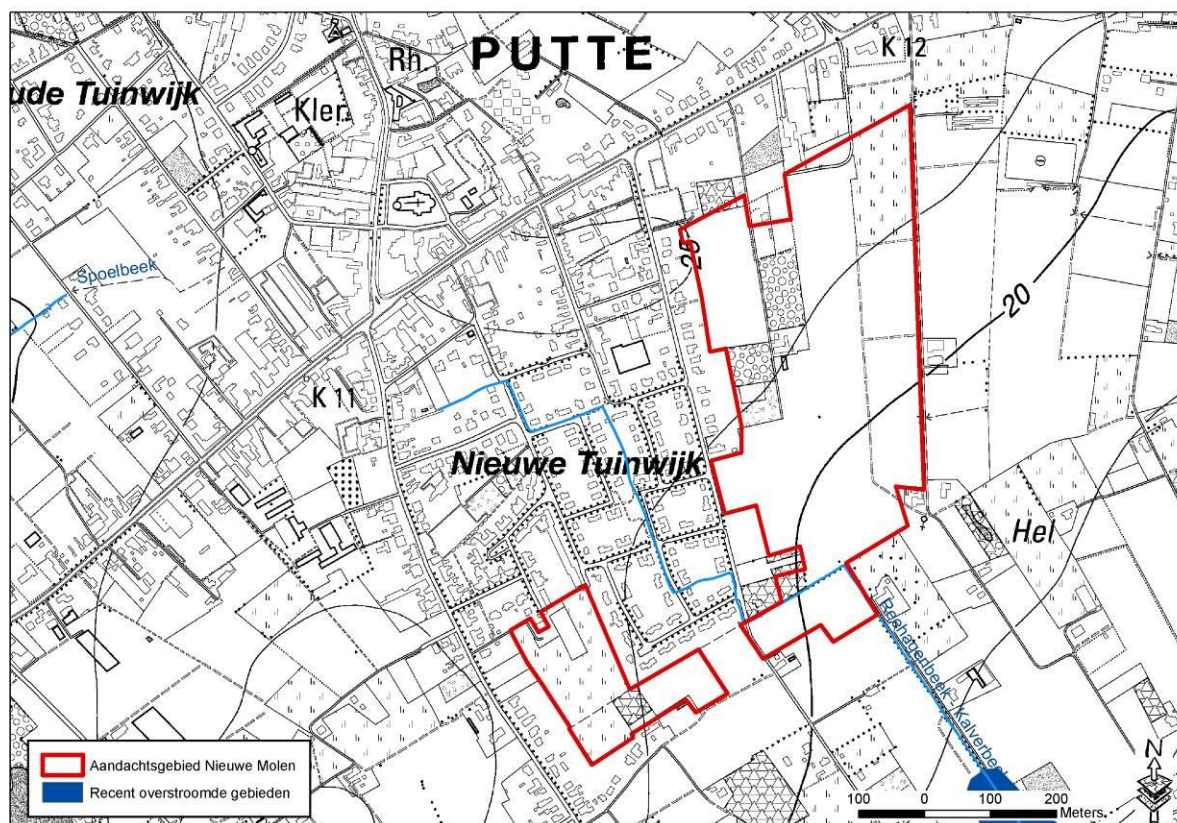 PUTTE
K 12
Rh.
ude Tuinwijk
Kler.
25
Spoelbeek
20
K 11
Nieuwe Tuinwijk
Hel
Aandachtsgebied Nieuwe Molen
Recent overstroomde gebieden
N
100 0 100 200
Meters